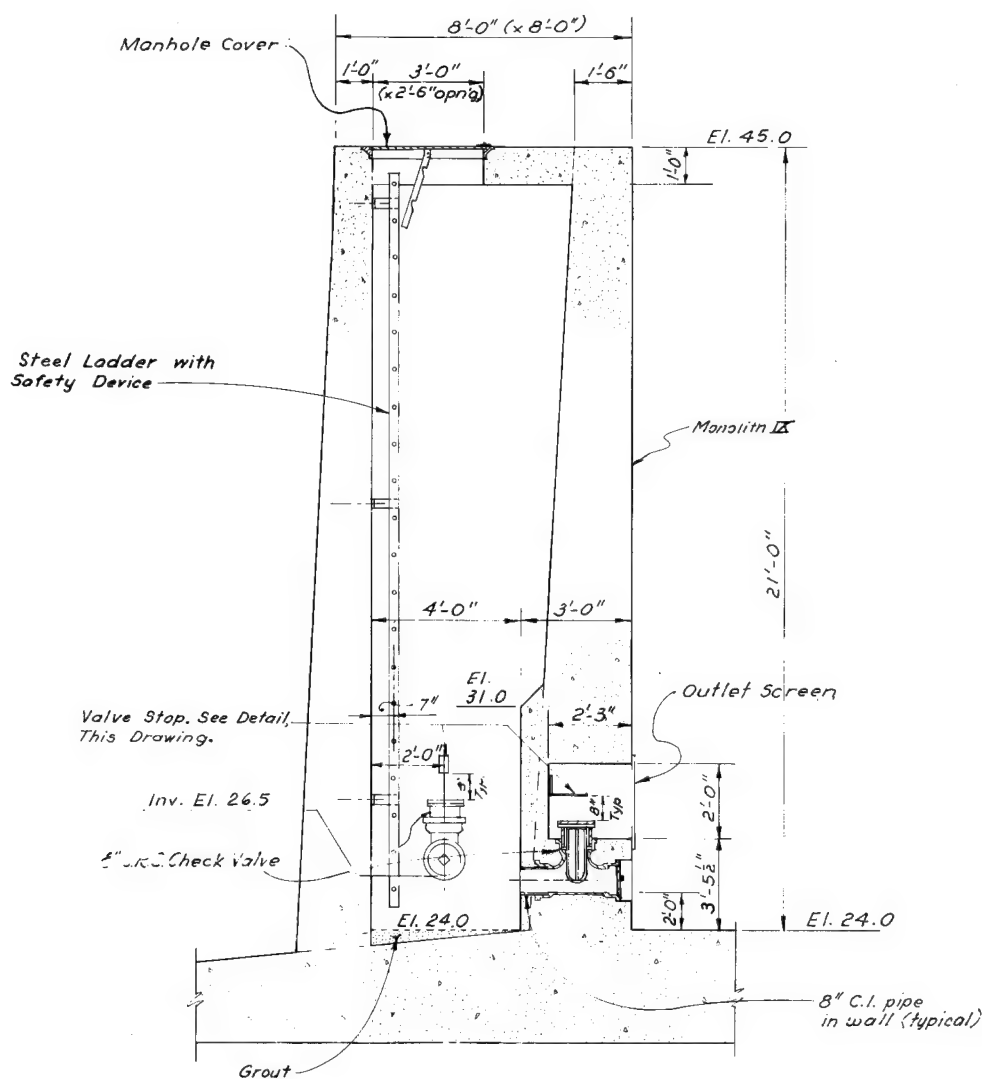 8'-0" (x 8'-0")
Manhole Cover
1'-0"
3'-0"
(x 2'-6" opn'g)
1'-6"
El. 45.0
1'-0"
Steel Ladder with
Safety Device
Monolith IX
21'-0"
4'-0"
3'-0"
El.
31.0
Outlet Screen
7"
2'-3"
Valve Stop. See Detail,
This Drawing.
2'-0"
Typ.
8"
Typ
2'-0"
Inv. El. 26.5
Check Valve
3'-5½"
2'-0"
El. 24.0
El. 24.0
8" C.I. pipe
in wall (typical)
Grout